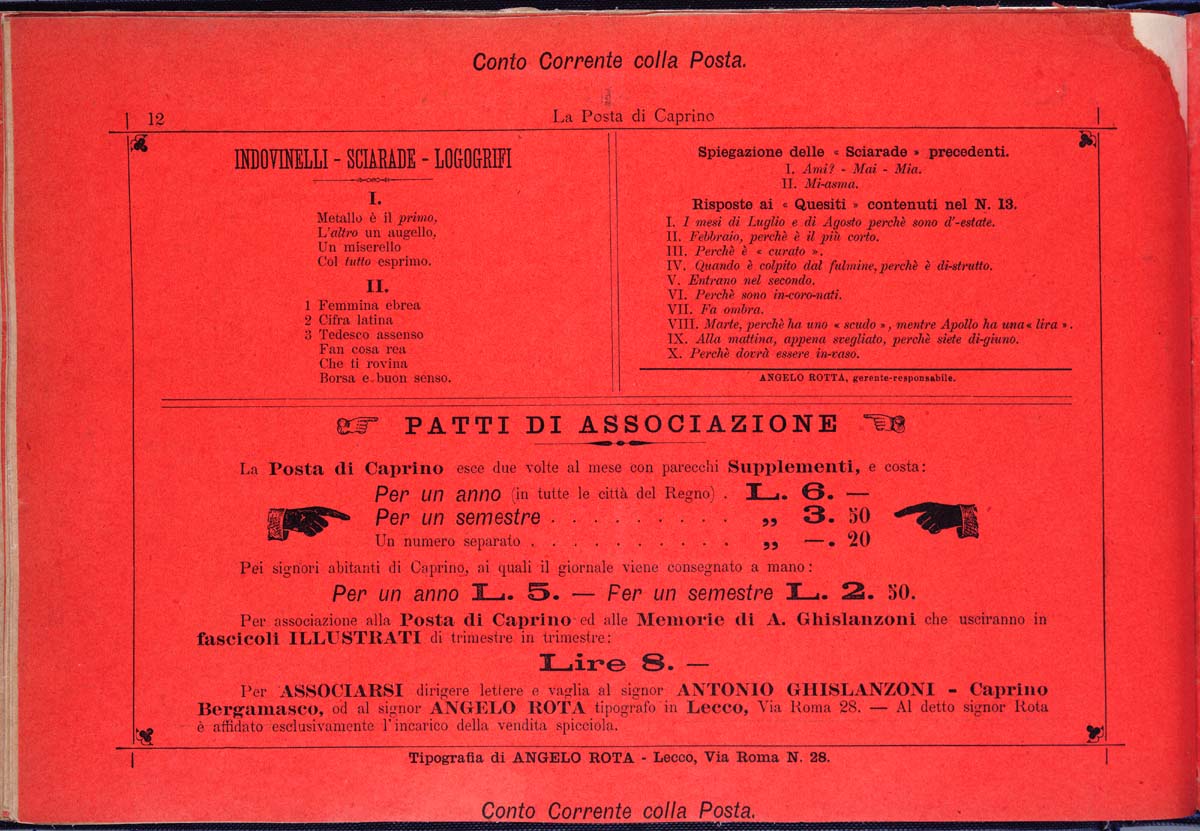 Conto Corrente colla Posta.
12
La Posta di Caprino
INDOVINELLI - SCIARADE - LOGOGRIFI
I.
Metallo è il primo,
L'altro un augello,
Un miserello
Col tutto esprimo.
II.
1 Femmina ebrea
2 Cifra latina
3 Tedesco assenso
Fan cosa rea
Che ti rovina
Borsa e buon senso.
Spiegazione delle « Sciarade » precedenti.
I. Ami? - Mai - Mia.
II. Mi-asma.
Risposte ai « Quesiti » contenuti nel N. 13.
I. I mesi di Luglio e di Agosto perchè sono d'-estate.
II. Febbraio, perchè è il più corto.
III. Perchè è « curato ».
IV. Quando è colpito dal fulmine, perchè è di-strutto.
V. Entrano nel secondo.
VI. Perchè sono in-coro-nati.
VII. Fa ombra.
VIII. Marte, perchè ha uno « scudo », mentre Apollo ha una « lira ».
IX. Alla mattina, appena svegliato, perchè siete di-giuno.
X. Perchè dovrà essere in-vaso.
ANGELO ROTTA, gerente-responsabile.
PATTI DI ASSOCIAZIONE
La Posta di Caprino esce due volte al mese con parecchi Supplementi, e costa:
Per un anno (in tutte le città del Regno) . L. 6. —
Per un semestre . . . . . . . . . . „ 3. 50
Un numero separato . . . . . . . . . . „ —. 20
Pei signori abitanti di Caprino, ai quali il giornale viene consegnato a mano:
Per un anno L. 5. — Per un semestre L. 2. 50.
Per associazione alla Posta di Caprino ed alle Memorie di A. Ghislanzoni che usciranno in
fascicoli ILLUSTRATI di trimestre in trimestre:
Lire 8. —
Per ASSOCIARSI dirigere lettere e vaglia al signor ANTONIO GHISLANZONI - Caprino
Bergamasco, od al signor ANGELO ROTA tipografo in Lecco, Via Roma 28. — Al detto signor Rota
è affidato esclusivamente l'incarico della vendita spicciola.
Tipografia di ANGELO ROTA - Lecco, Via Roma N. 28.
Conto Corrente colla Posta.